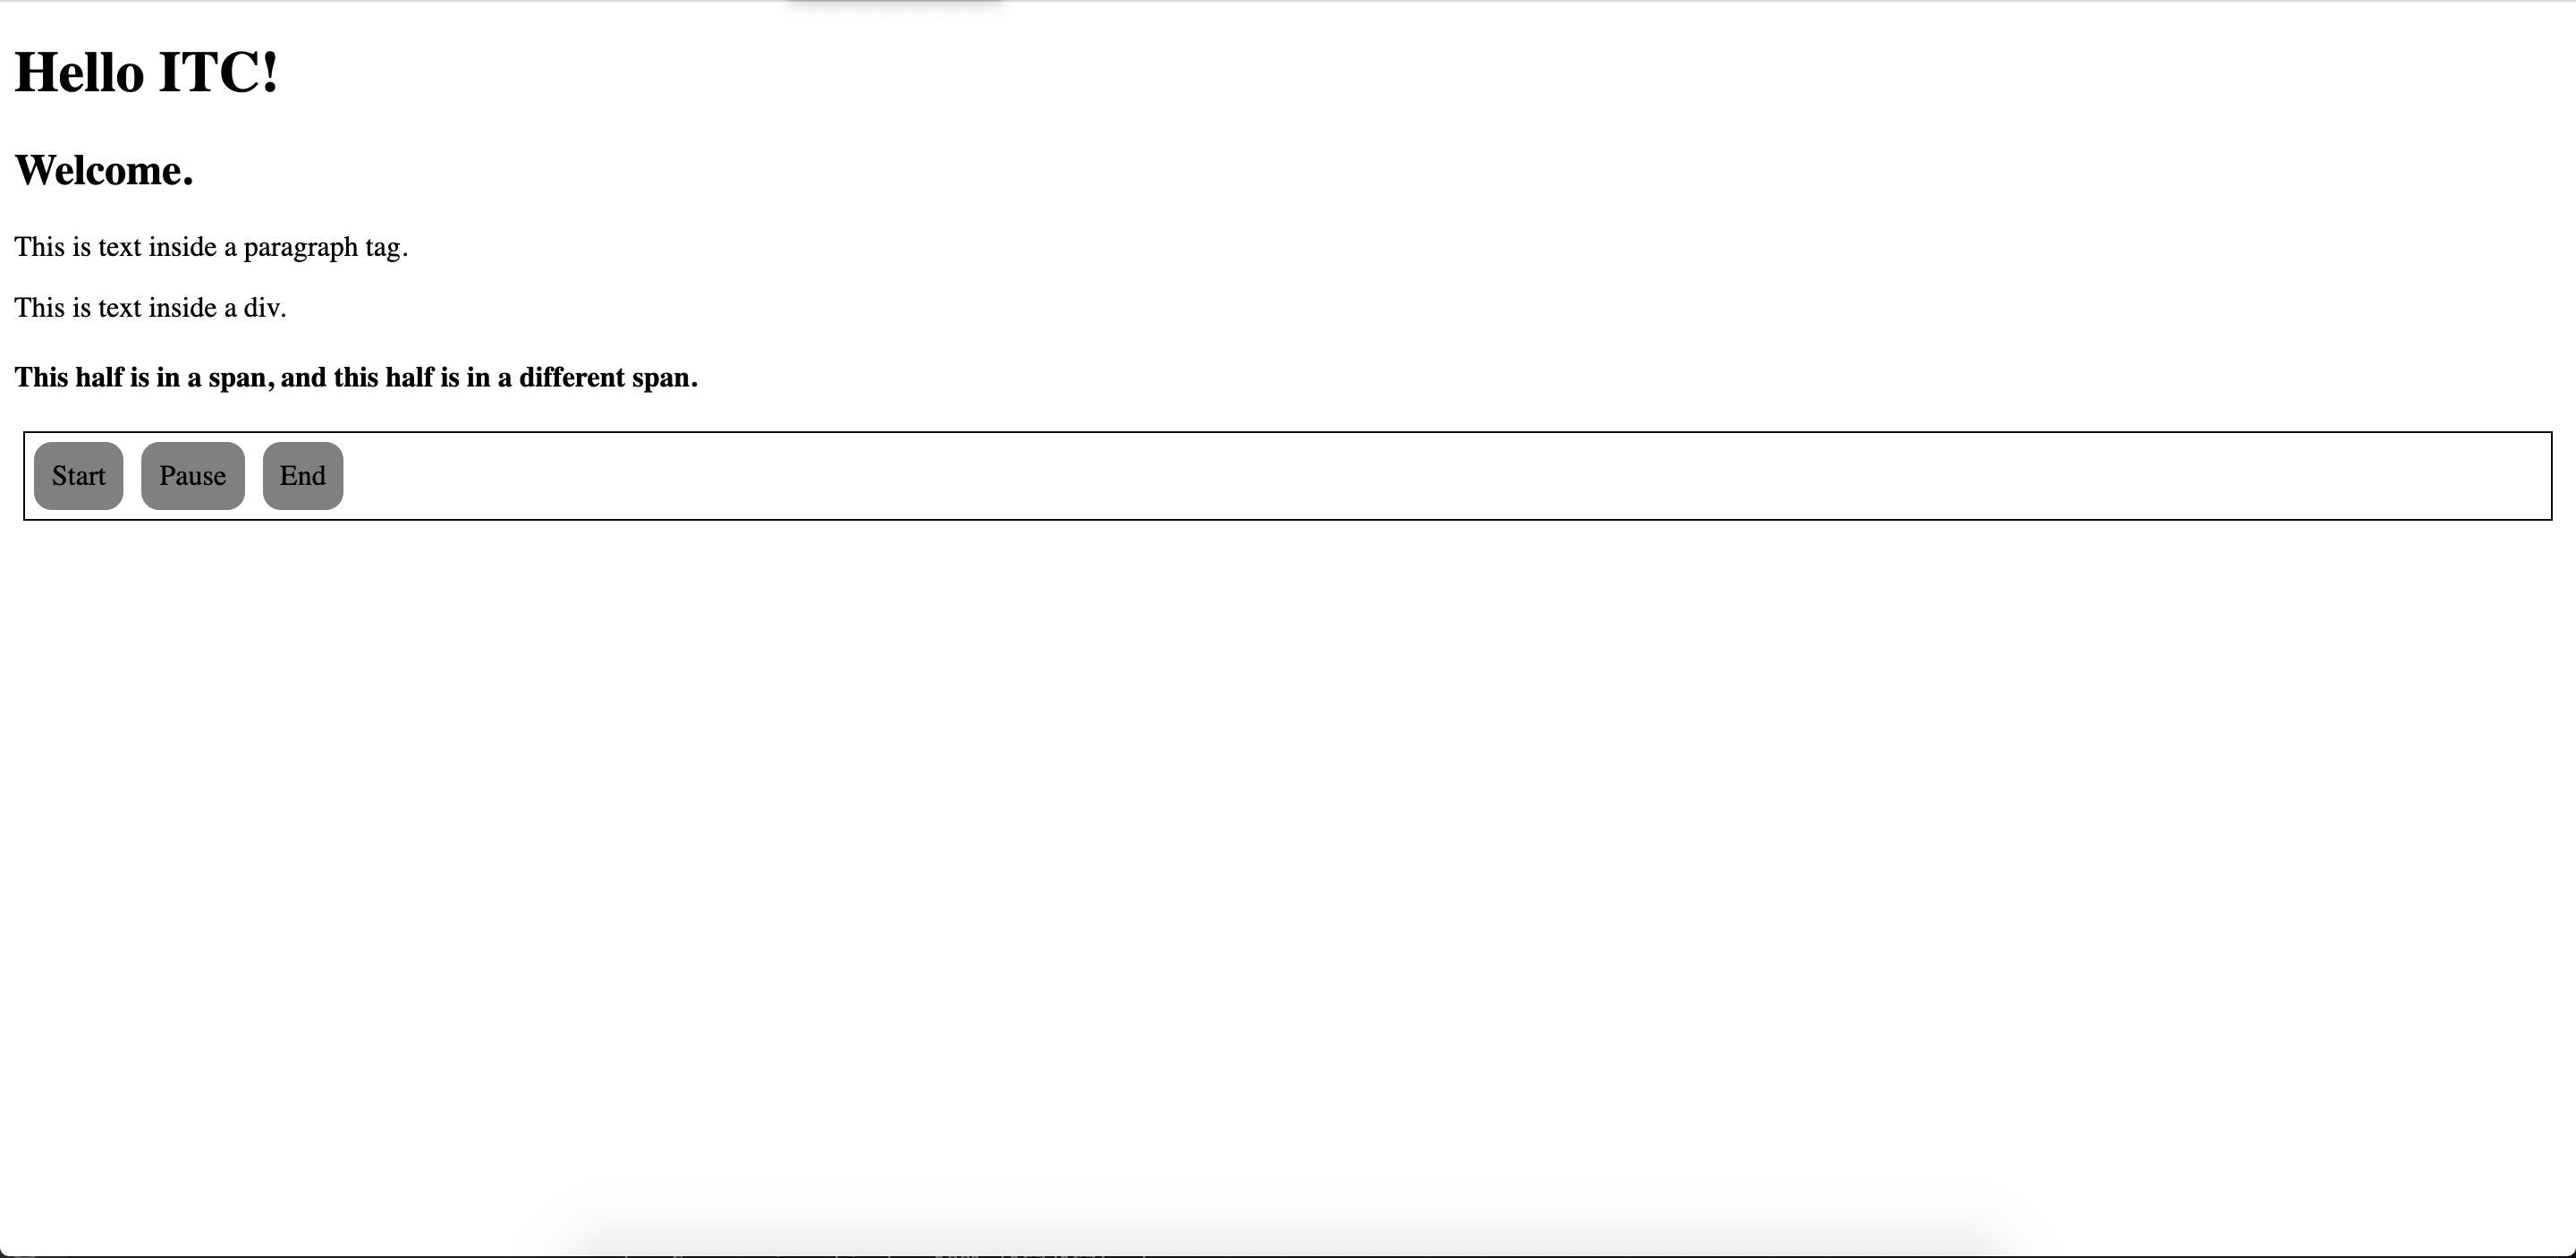 Hello ITC!
Welcome.
This is text inside a paragraph tag.
This is text inside a div.
This half is in a span, and this half is in a different span.
Start Pause End